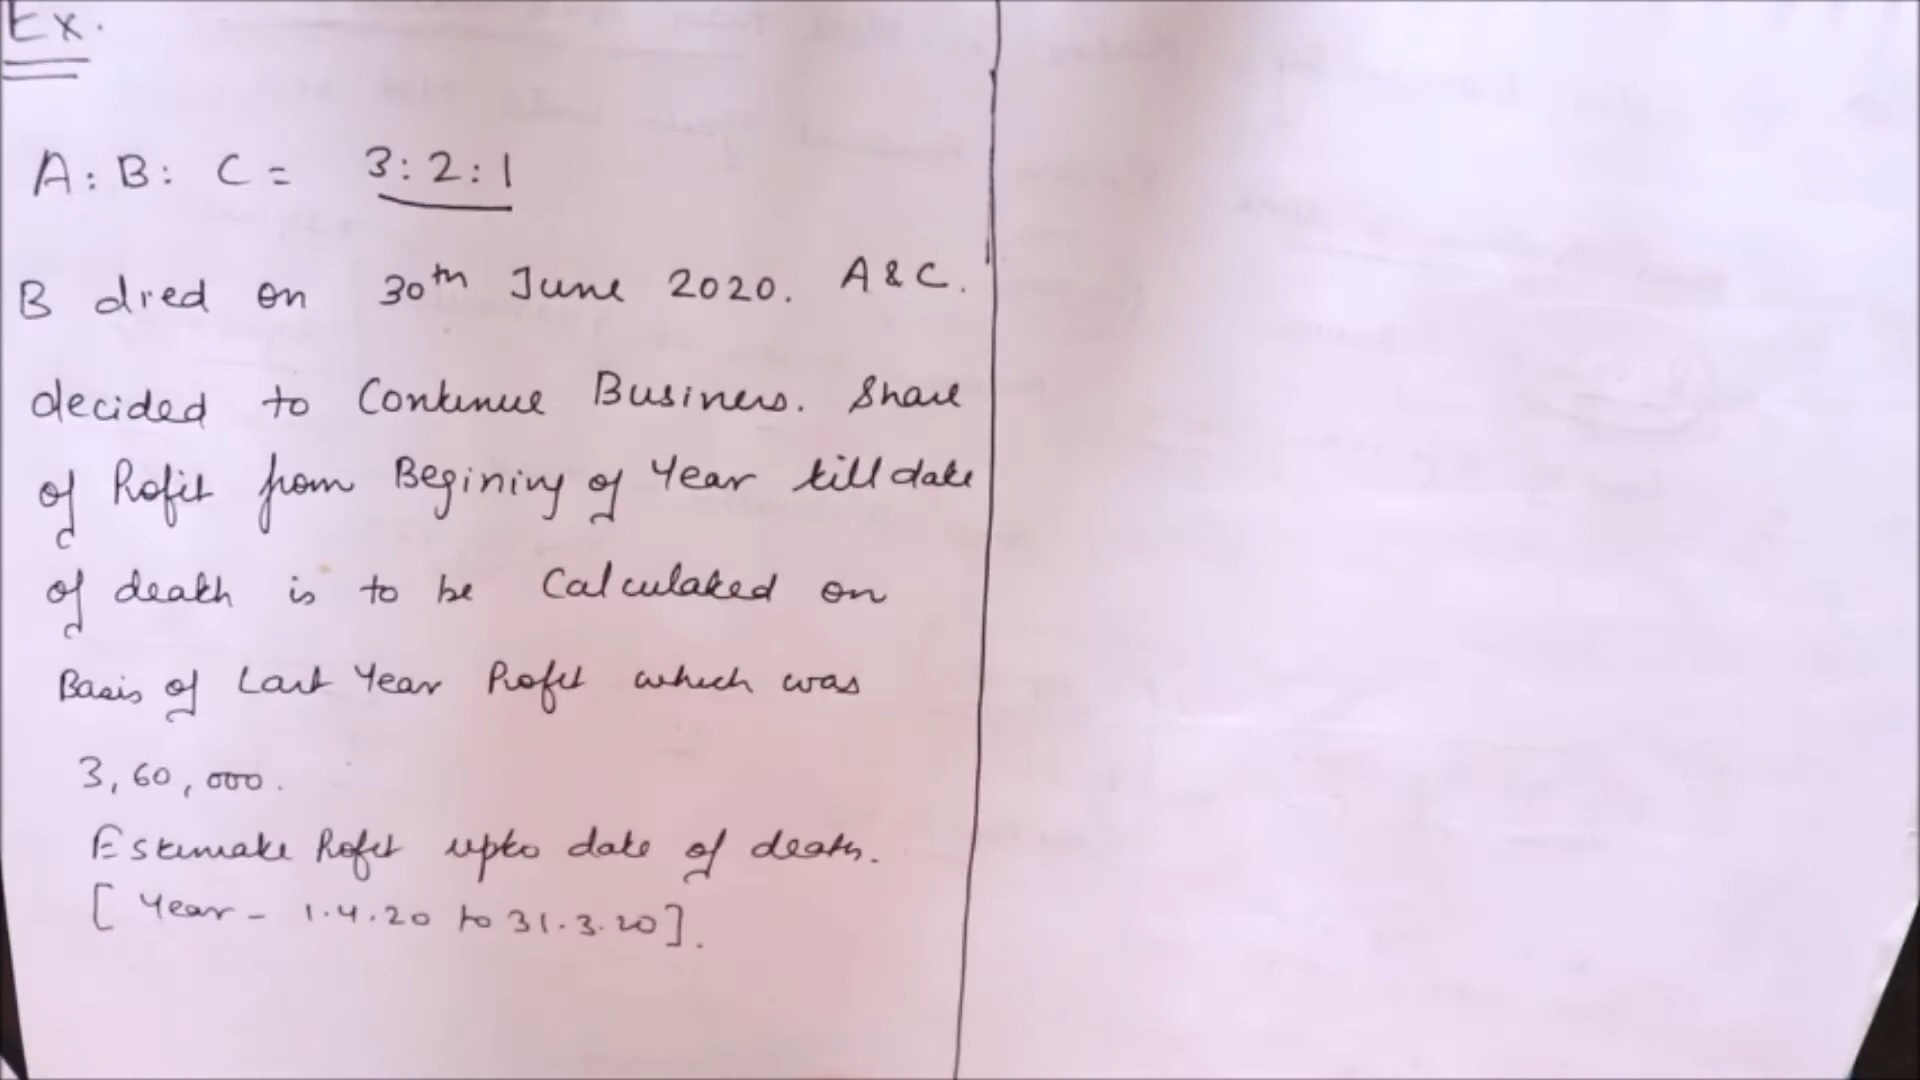 Ex.
A: B: C = 3:2:1
B died on 30th June 2020. A & C.
decided to Continue Business. Share
of Profit from Begining of Year till date
of death is to be Calculated on
Basis of Last Year Profit which was
3,60,000.
Estimate Profit upto date of death.
[ Year - 1.4.20 to 31.3.20].